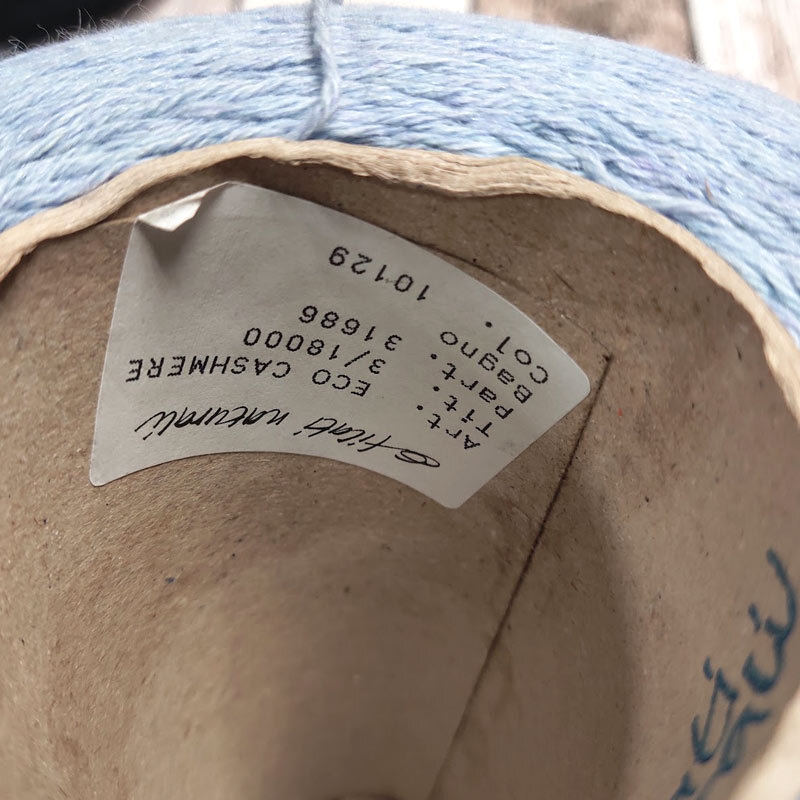 filati naturali
Art. ECO CASHMERE
Tit. 3/18000
Part. 31686
Bagno
Col. 10129